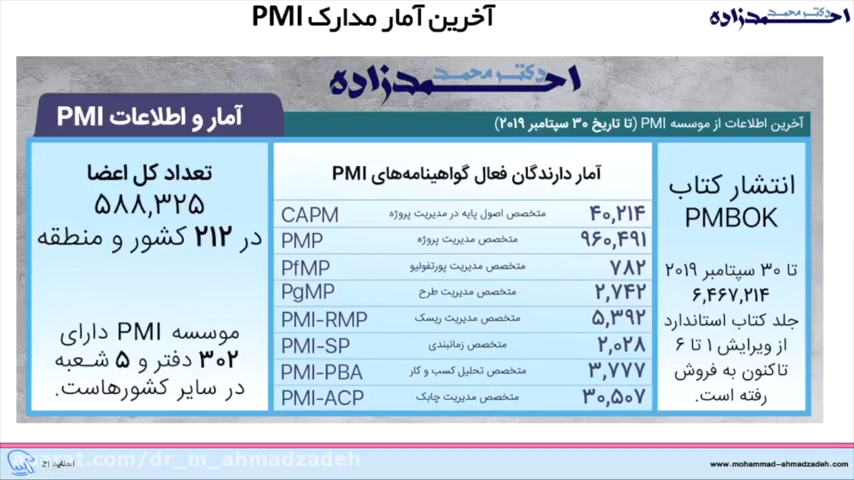 آخرین آمار مدارک PMI
دکتر محمد
احمدزاده
دکتر محمد
احمدزاده
آمار و اطلاعات PMI
آخرین اطلاعات از موسسه PMI (تا تاریخ ۳۰ سپتامبر ۲۰۱۹)
انتشار کتاب
PMBOK
تا ۳۰ سپتامبر ۲۰۱۹
۶,۴۶۷,۲۱۴
جلد کتاب استاندارد
از ویرایش ۱ تا ۶
تاکنون به فروش
رفته است.
آمار دارندگان فعال گواهینامه‌های PMI
CAPM متخصص اصول پایه در مدیریت پروژه ۴۰,۲۱۴
PMP متخصص مدیریت پروژه ۹۶۰,۴۹۱
PfMP متخصص مدیریت پورتفولیو ۷۸۲
PgMP متخصص مدیریت طرح ۲,۷۴۲
PMI-RMP متخصص مدیریت ریسک ۵,۳۹۲
PMI-SP متخصص زمانبندی ۲,۰۲۸
PMI-PBA متخصص تحلیل کسب و کار ۳,۷۷۷
PMI-ACP متخصص مدیریت چابک ۳۰,۵۰۷
تعداد کل اعضا
۵۸۸,۳۲۵
در ۲۱۲ کشور و منطقه
موسسه PMI دارای
۳۰۲ دفتر و ۵ شعبه
در سایر کشورهاست.
اسلاید 21
aparat.com/dr_m_ahmadzadeh
www.mohammad-ahmadzadeh.com